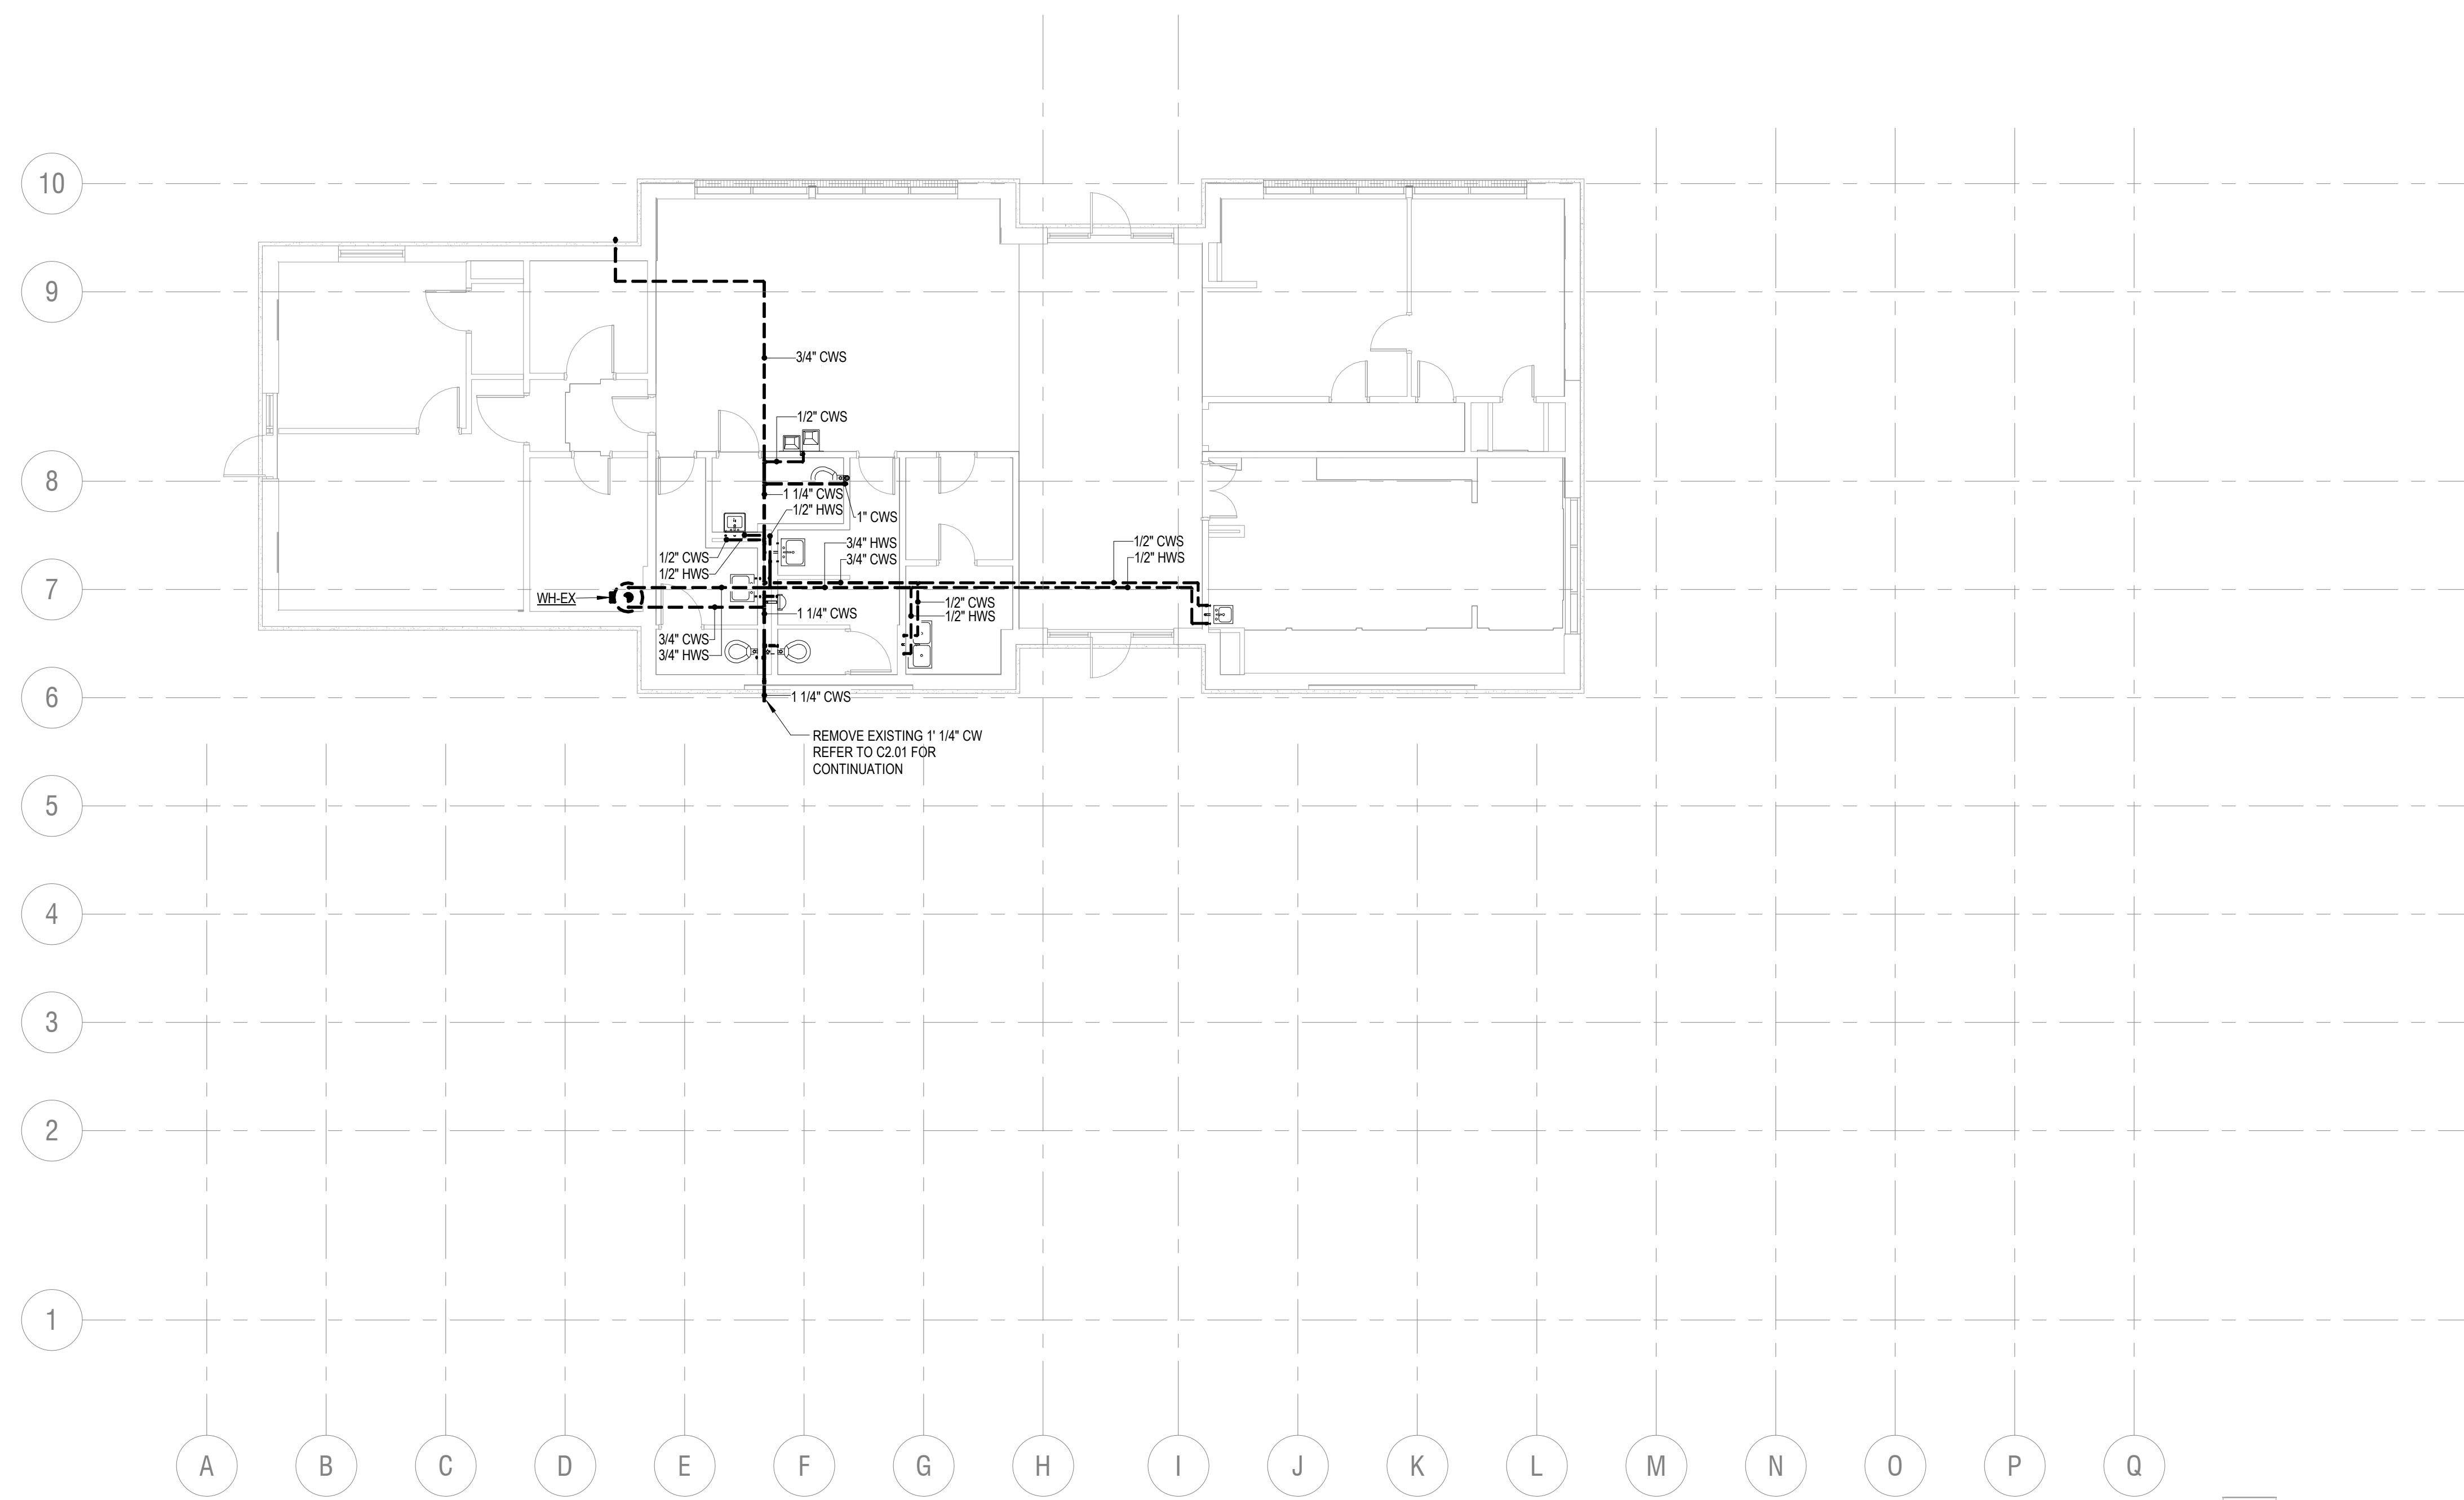 10
9
3/4" CWS
1/2" CWS
8
1 1/4" CWS
1/2" HWS
1" CWS
3/4" HWS
3/4" CWS
1/2" CWS
1/2" HWS
1/2" CWS
1/2" HWS
7
WH-EX
1/2" CWS
1/2" HWS
1 1/4" CWS
3/4" CWS
3/4" HWS
6
1 1/4" CWS
REMOVE EXISTING 1' 1/4" CW
REFER TO C2.01 FOR
CONTINUATION
5
4
3
2
1
A B C D E F G H I J K L M N O P Q